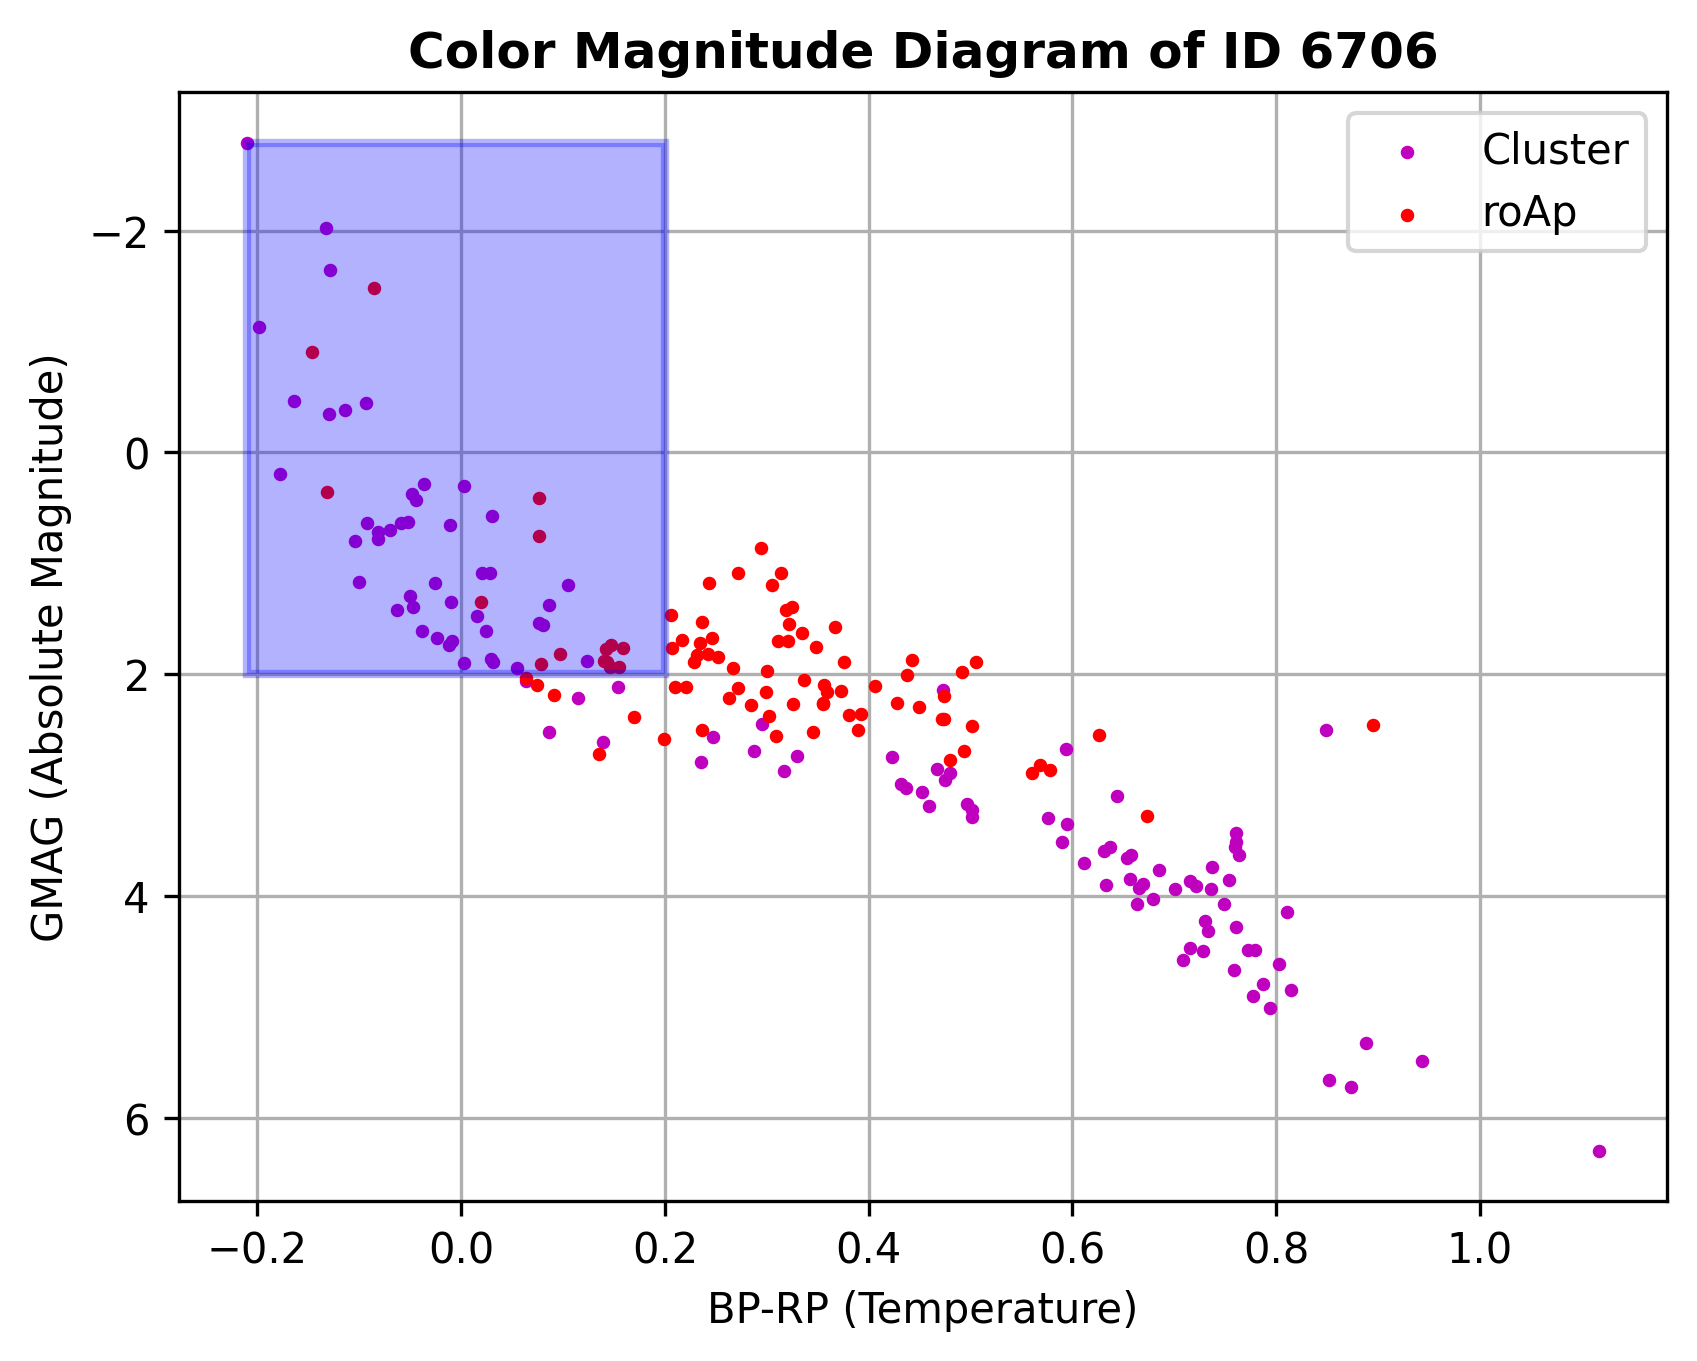 Color Magnitude Diagram of ID 6706
Cluster
roAp
GMAG (Absolute Magnitude)
−2
0
2
4
6
−0.2 0.0 0.2 0.4 0.6 0.8 1.0
BP-RP (Temperature)